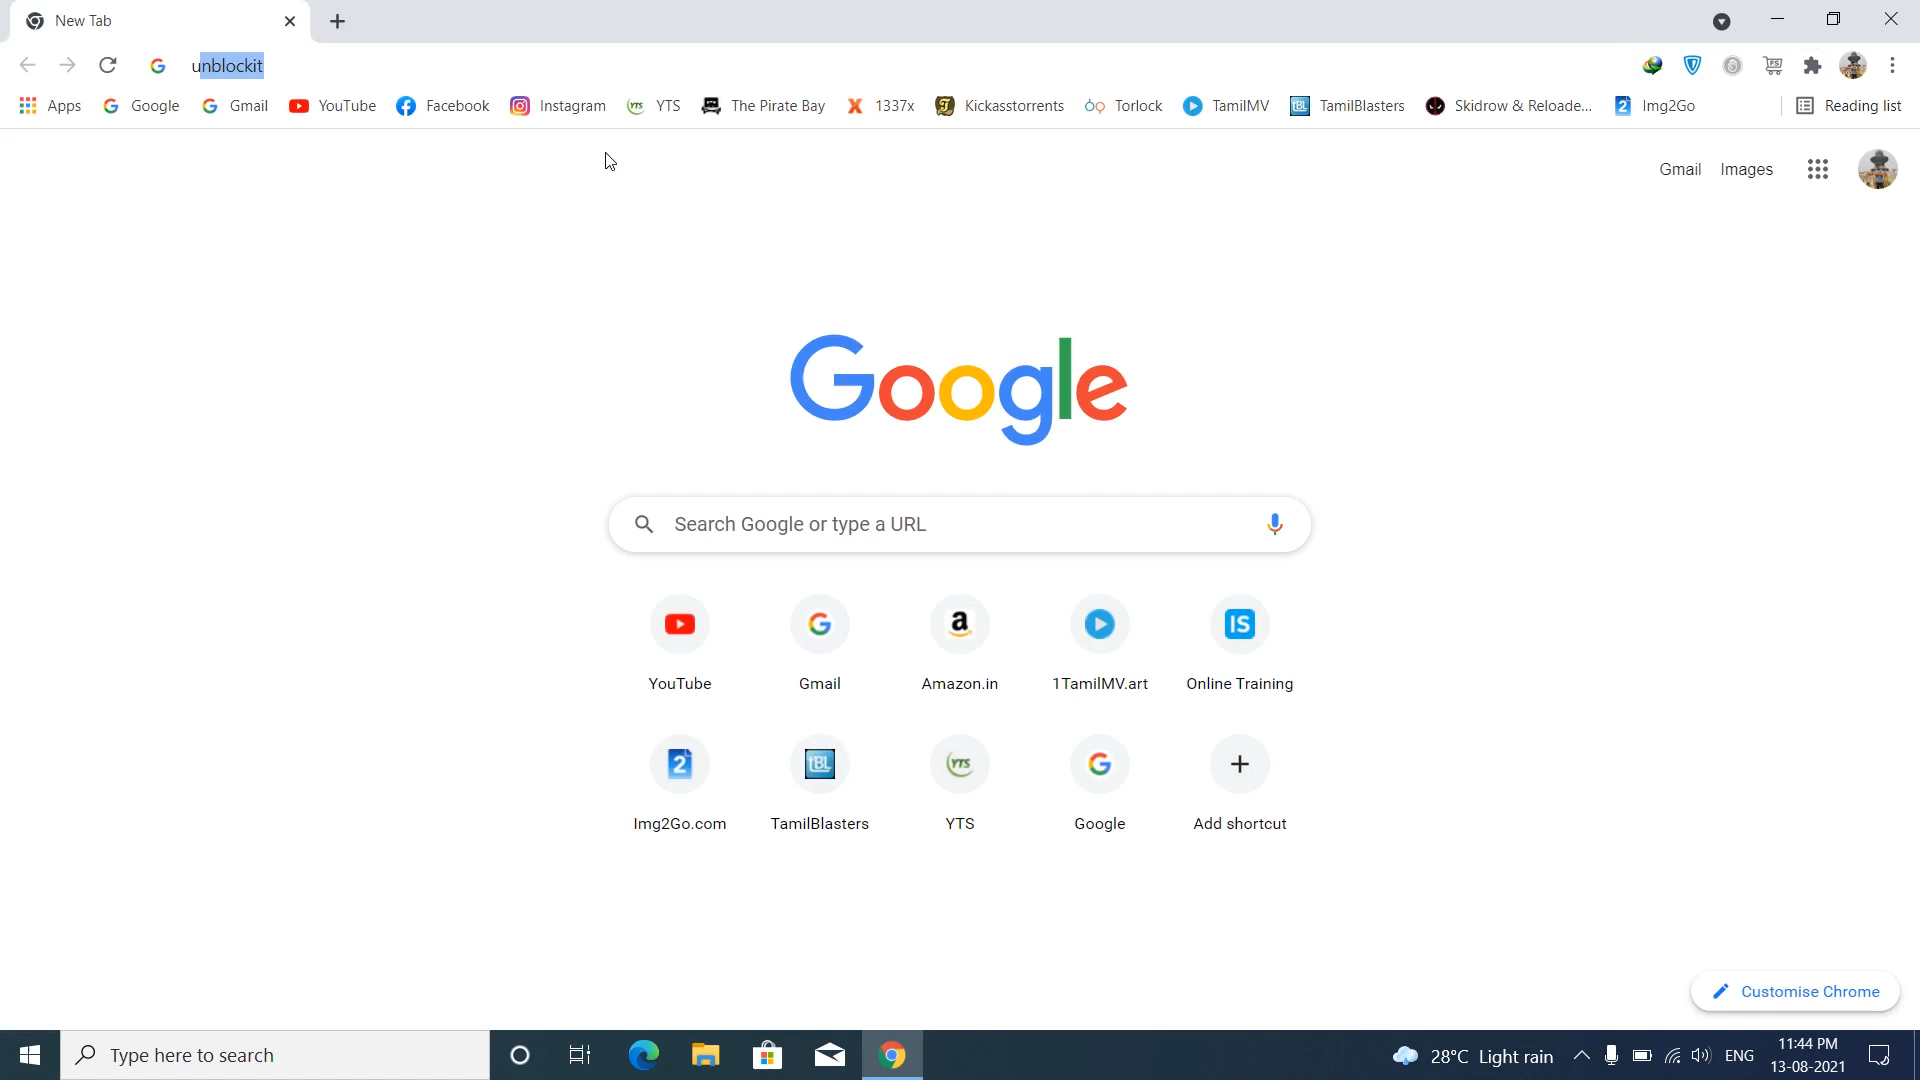 New Tab
unblockit
Apps Google Gmail YouTube Facebook Instagram YTS The Pirate Bay 1337x Kickasstorrents Torlock TamilMV TamilBlasters Skidrow & Reloade... Img2Go Reading list
Gmail Images
Google
Search Google or type a URL
YouTube Gmail Amazon.in 1TamilMV.art Online Training
Img2Go.com TamilBlasters YTS Google Add shortcut
Customise Chrome
Type here to search
28°C Light rain
ENG
11:44 PM
13-08-2021